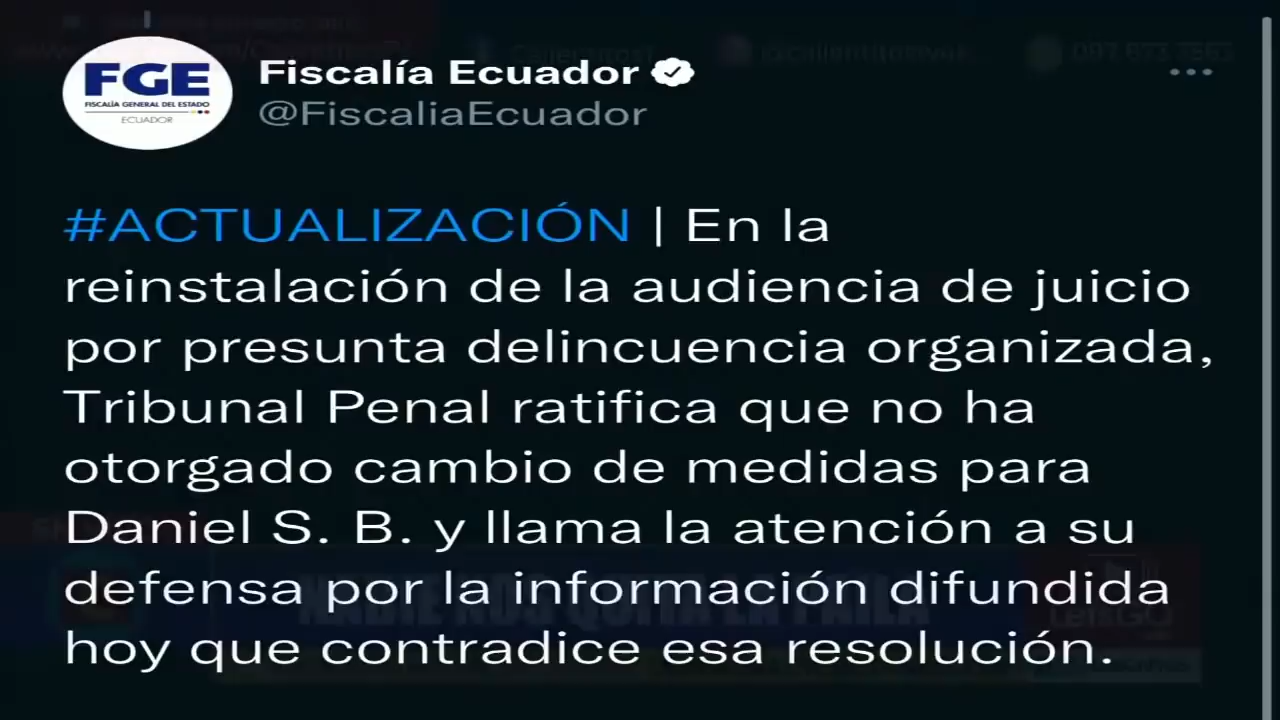 FGE
FISCALÍA GENERAL DEL ESTADO
ECUADOR
Fiscalía Ecuador
@FiscaliaEcuador
#ACTUALIZACIÓN | En la
reinstalación de la audiencia de juicio
por presunta delincuencia organizada,
Tribunal Penal ratifica que no ha
otorgado cambio de medidas para
Daniel S. B. y llama la atención a su
defensa por la información difundida
hoy que contradice esa resolución.